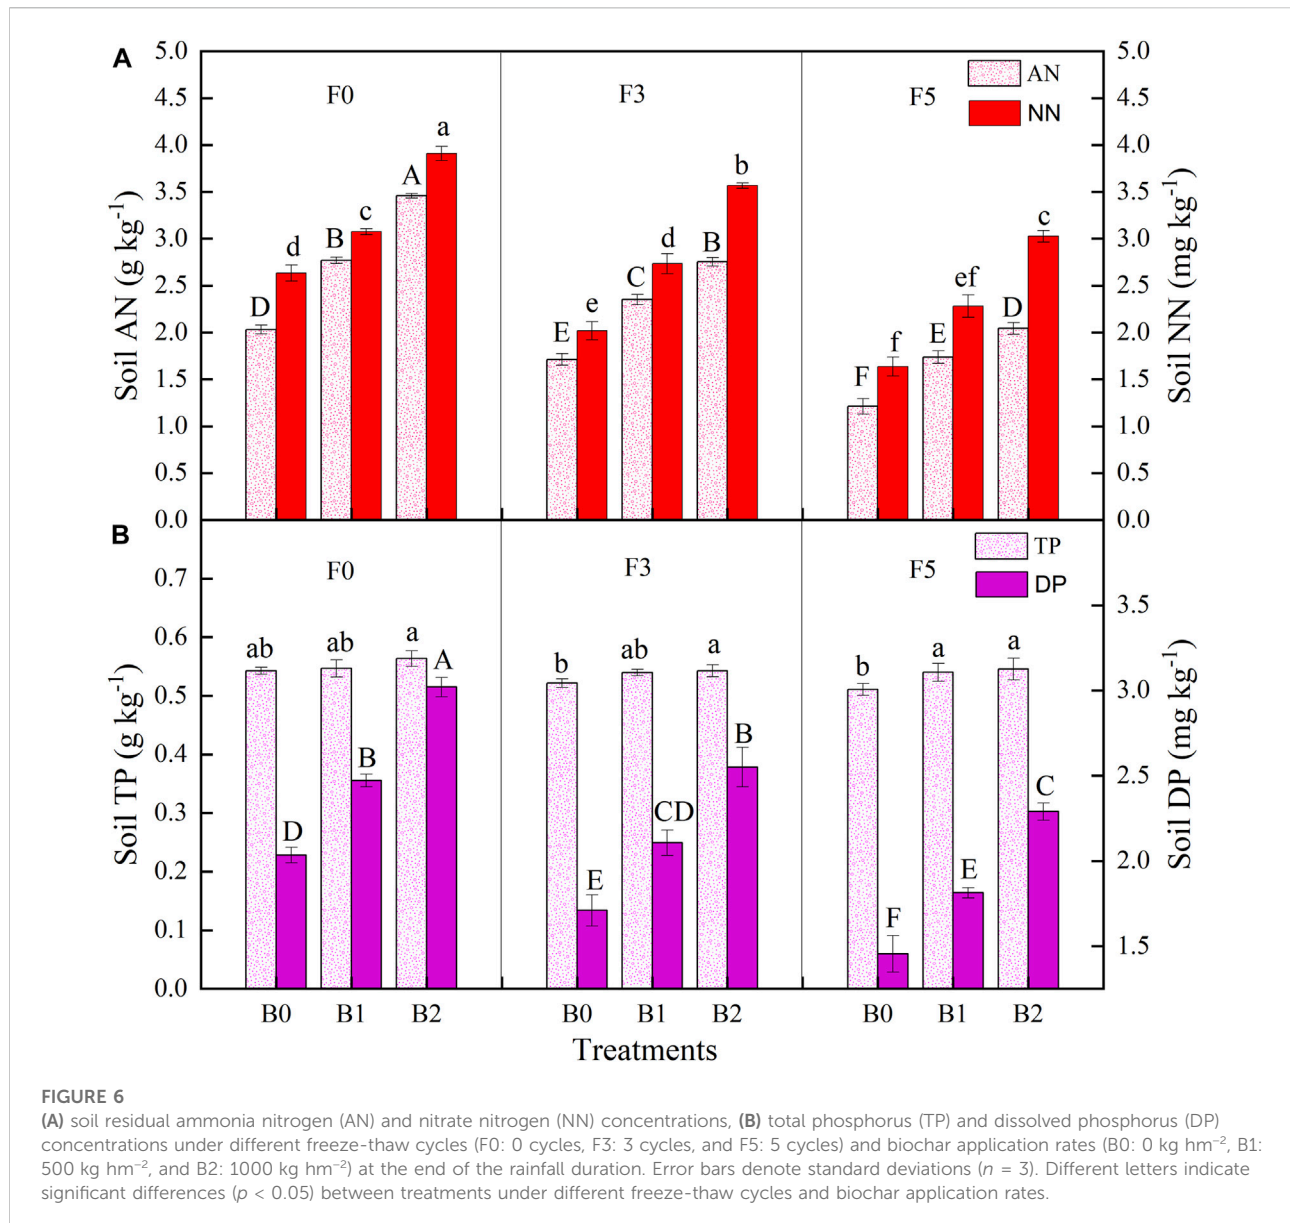 A
5.0
4.5
4.0
3.5
3.0
2.5
2.0
1.5
1.0
0.5
0.0
Soil AN (g kg⁻¹)
F0
F3
F5
AN
NN
D
d
B
c
A
a
E
e
C
d
B
b
F
f
E
ef
D
c
5.0
4.5
4.0
3.5
3.0
2.5
2.0
1.5
1.0
0.5
0.0
Soil NN (mg kg⁻¹)
B
0.7
0.6
0.5
0.4
0.3
0.2
0.1
0.0
Soil TP (g kg⁻¹)
F0
F3
F5
TP
DP
ab
D
ab
B
a
A
b
E
ab
CD
a
B
b
F
a
E
a
C
3.5
3.0
2.5
2.0
1.5
Soil DP (mg kg⁻¹)
B0 B1 B2 B0 B1 B2 B0 B1 B2
Treatments
FIGURE 6
(A) soil residual ammonia nitrogen (AN) and nitrate nitrogen (NN) concentrations, (B) total phosphorus (TP) and dissolved phosphorus (DP)
concentrations under different freeze-thaw cycles (F0: 0 cycles, F3: 3 cycles, and F5: 5 cycles) and biochar application rates (B0: 0 kg hm⁻², B1:
500 kg hm⁻², and B2: 1000 kg hm⁻²) at the end of the rainfall duration. Error bars denote standard deviations (n = 3). Different letters indicate
significant differences (p < 0.05) between treatments under different freeze-thaw cycles and biochar application rates.